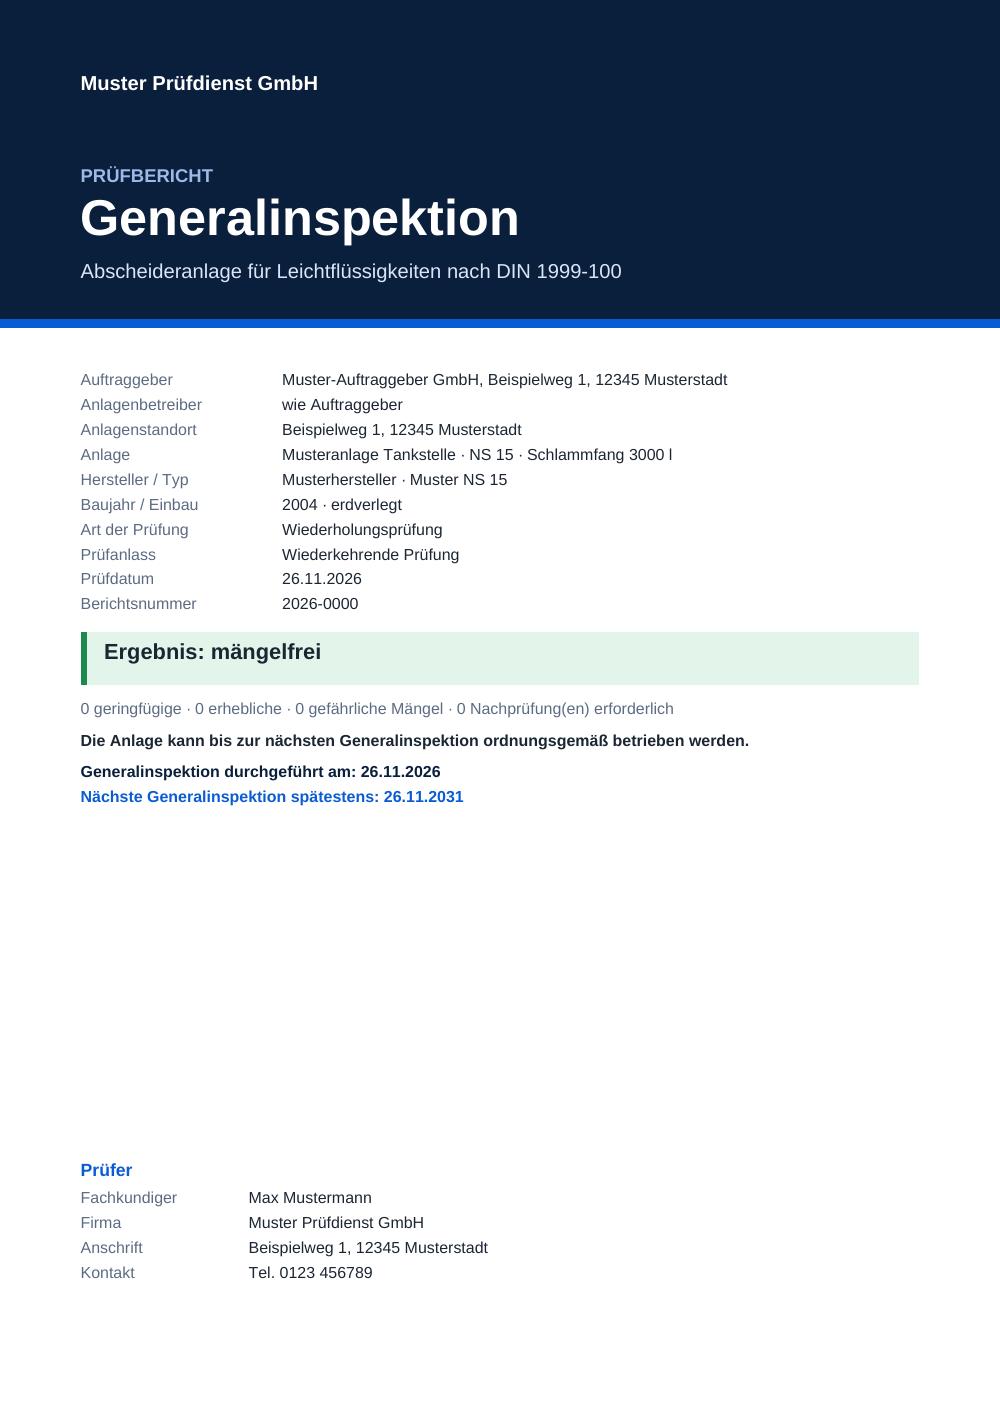 Muster Prüfdienst GmbH
PRÜFBERICHT
Generalinspektion
Abscheideranlage für Leichtflüssigkeiten nach DIN 1999-100
Auftraggeber Muster-Auftraggeber GmbH, Beispielweg 1, 12345 Musterstadt
Anlagenbetreiber wie Auftraggeber
Anlagenstandort Beispielweg 1, 12345 Musterstadt
Anlage Musteranlage Tankstelle · NS 15 · Schlammfang 3000 l
Hersteller / Typ Musterhersteller · Muster NS 15
Baujahr / Einbau 2004 · erdverlegt
Art der Prüfung Wiederholungsprüfung
Prüfanlass Wiederkehrende Prüfung
Prüfdatum 26.11.2026
Berichtsnummer 2026-0000
Ergebnis: mängelfrei
0 geringfügige · 0 erhebliche · 0 gefährliche Mängel · 0 Nachprüfung(en) erforderlich
Die Anlage kann bis zur nächsten Generalinspektion ordnungsgemäß betrieben werden.
Generalinspektion durchgeführt am: 26.11.2026
Nächste Generalinspektion spätestens: 26.11.2031
Prüfer
Fachkundiger Max Mustermann
Firma Muster Prüfdienst GmbH
Anschrift Beispielweg 1, 12345 Musterstadt
Kontakt Tel. 0123 456789